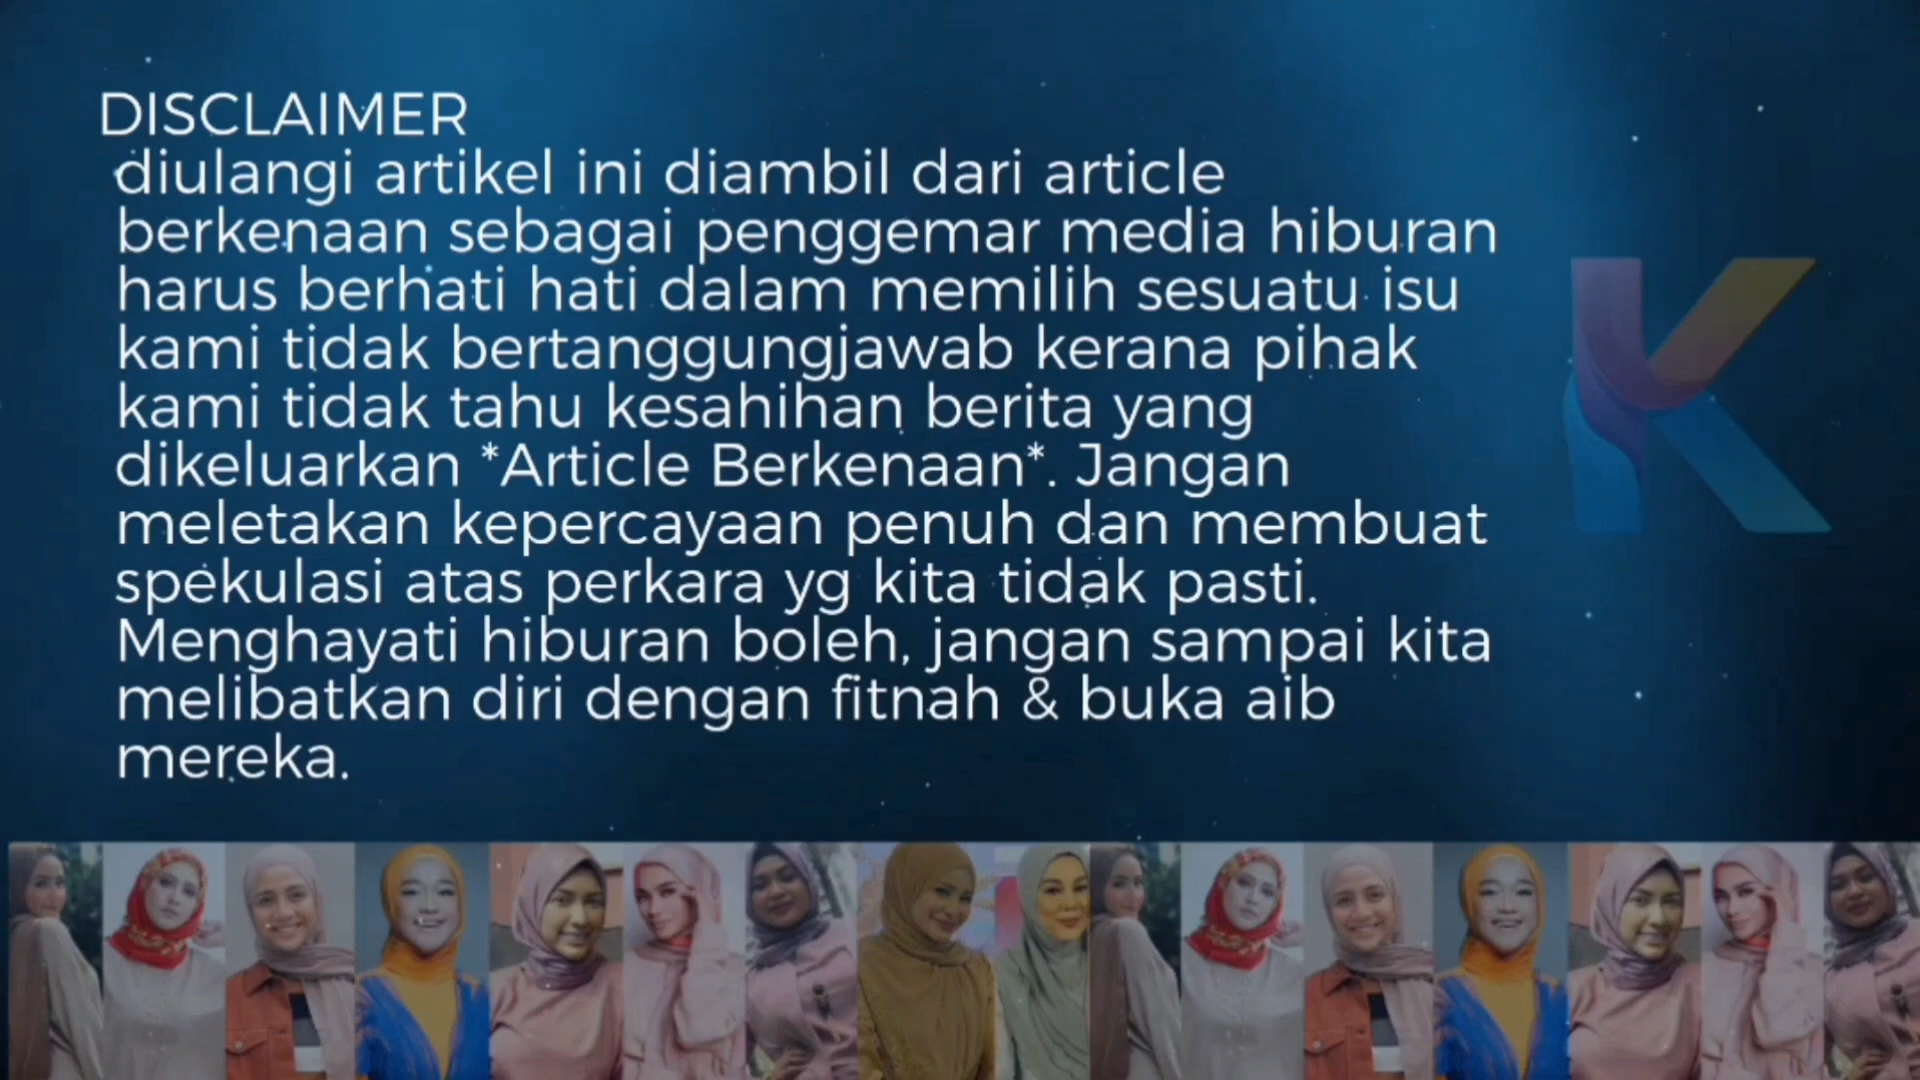 DISCLAIMER
diulangi artikel ini diambil dari article
berkenaan sebagai penggemar media hiburan
harus berhati hati dalam memilih sesuatu isu
kami tidak bertanggungjawab kerana pihak
kami tidak tahu kesahihan berita yang
dikeluarkan *Article Berkenaan*. Jangan
meletakan kepercayaan penuh dan membuat
spekulasi atas perkara yg kita tidak pasti.
Menghayati hiburan boleh, jangan sampai kita
melibatkan diri dengan fitnah & buka aib
mereka.
K